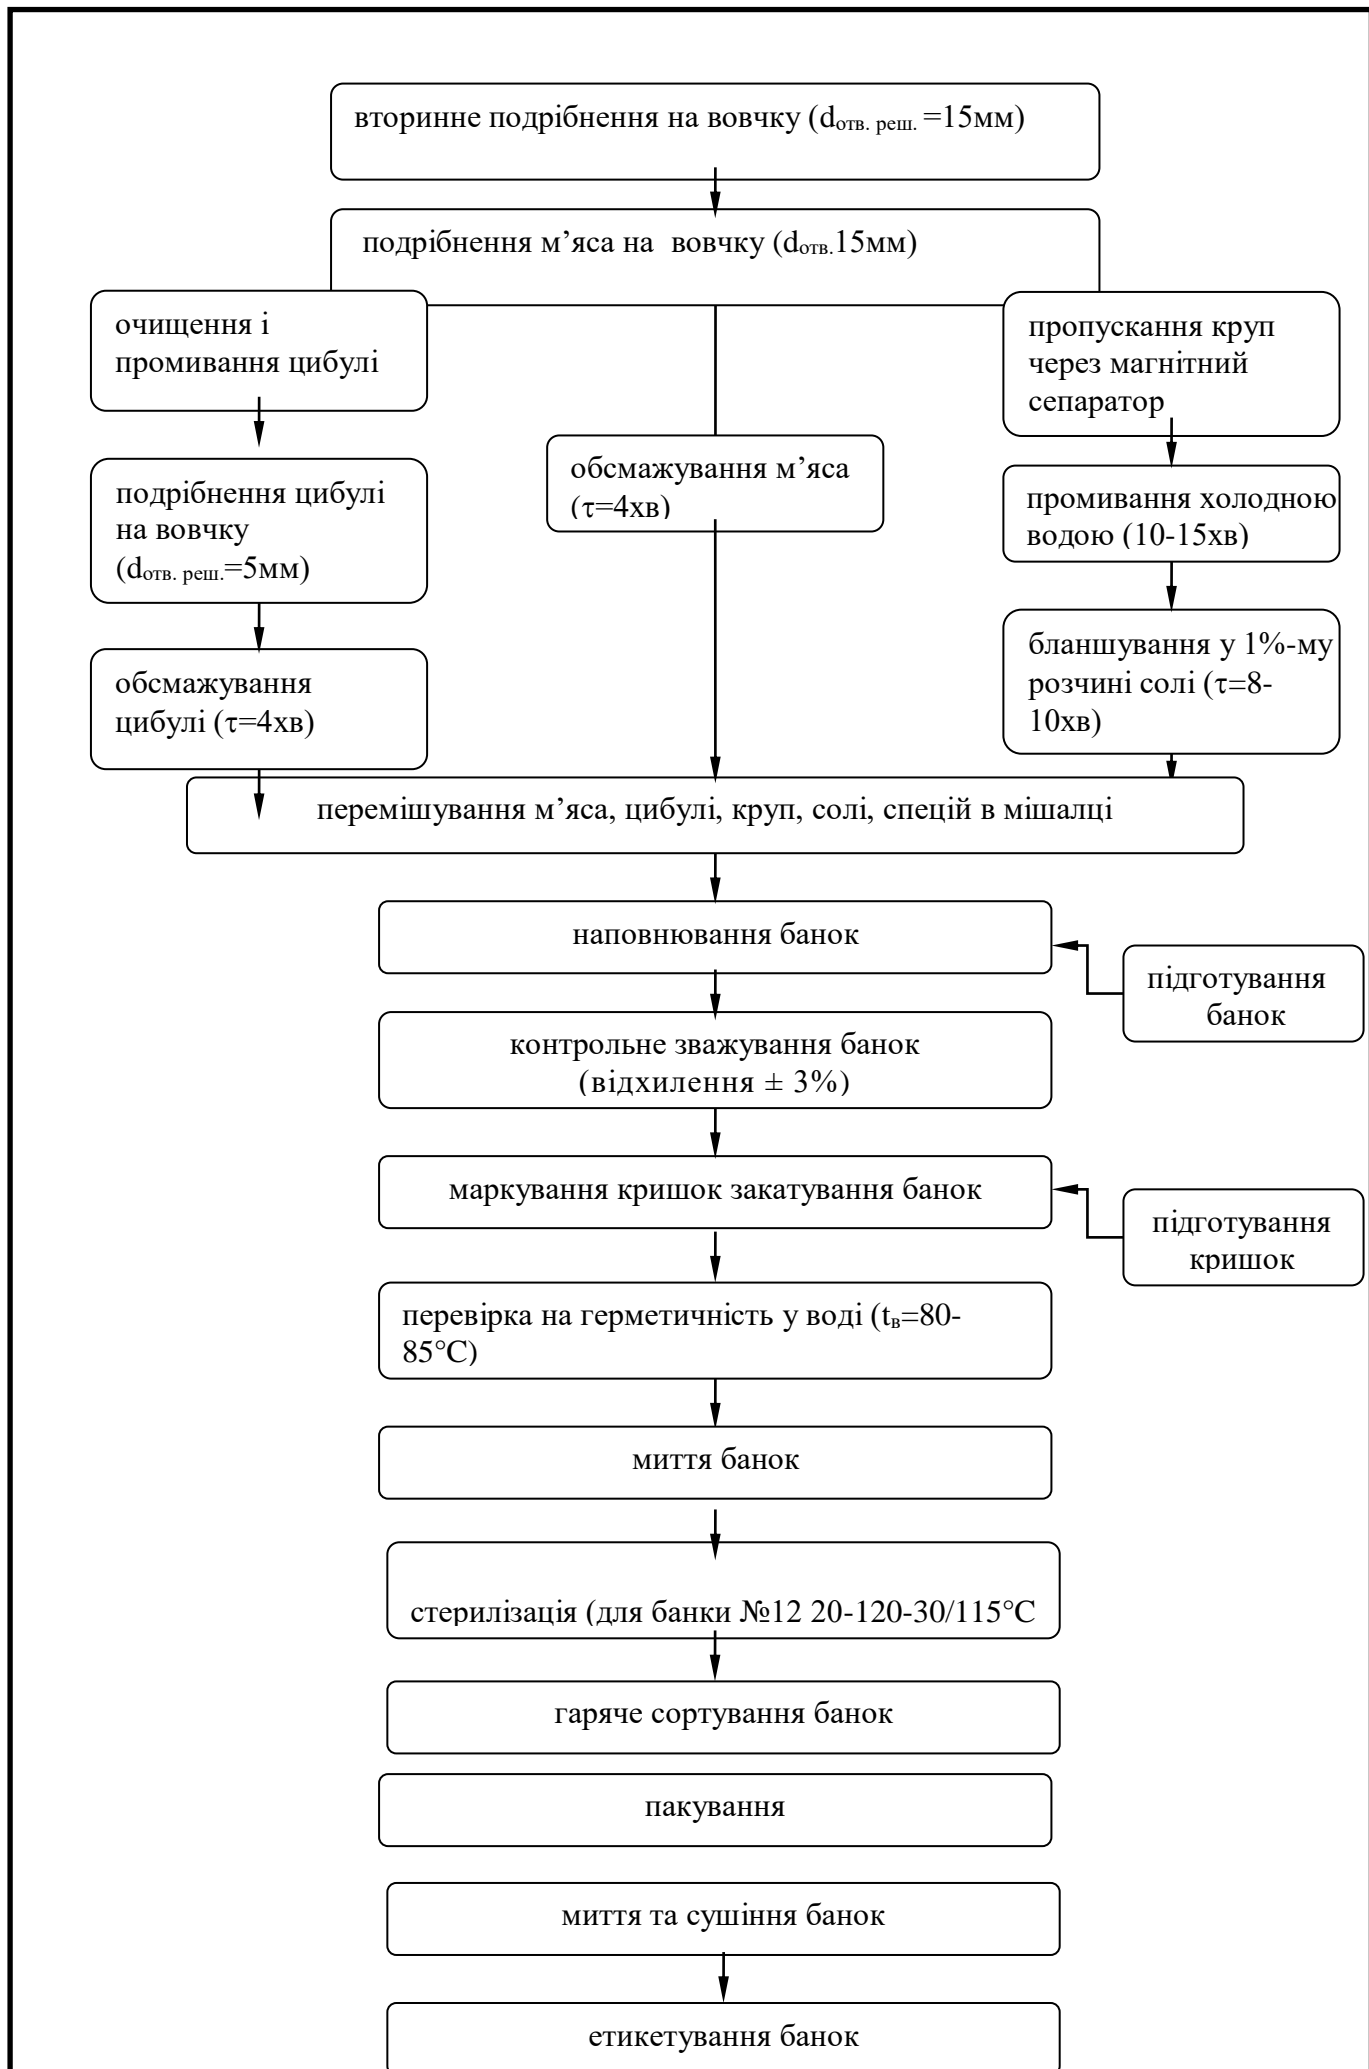 вторинне подрібнення на вовчку (dотв. реш. =15мм)
подрібнення м’яса на вовчку (dотв.15мм)
очищення і
промивання цибулі
пропускання круп
через магнітний
сепаратор
обсмажування м’яса
(τ=4хв)
подрібнення цибулі
на вовчку
(dотв. реш.=5мм)
промивання холодною
водою (10-15хв)
обсмажування
цибулі (τ=4хв)
бланшування у 1%-му
розчині солі (τ=8-
10хв)
перемішування м’яса, цибулі, круп, солі, спецій в мішалці
наповнювання банок
підготування
банок
контрольне зважування банок
(відхилення ± 3%)
маркування кришок закатування банок
підготування
кришок
перевірка на герметичність у воді (tв=80-
85°С)
миття банок
стерилізація (для банки №12 20-120-30/115°С
гаряче сортування банок
пакування
миття та сушіння банок
етикетування банок